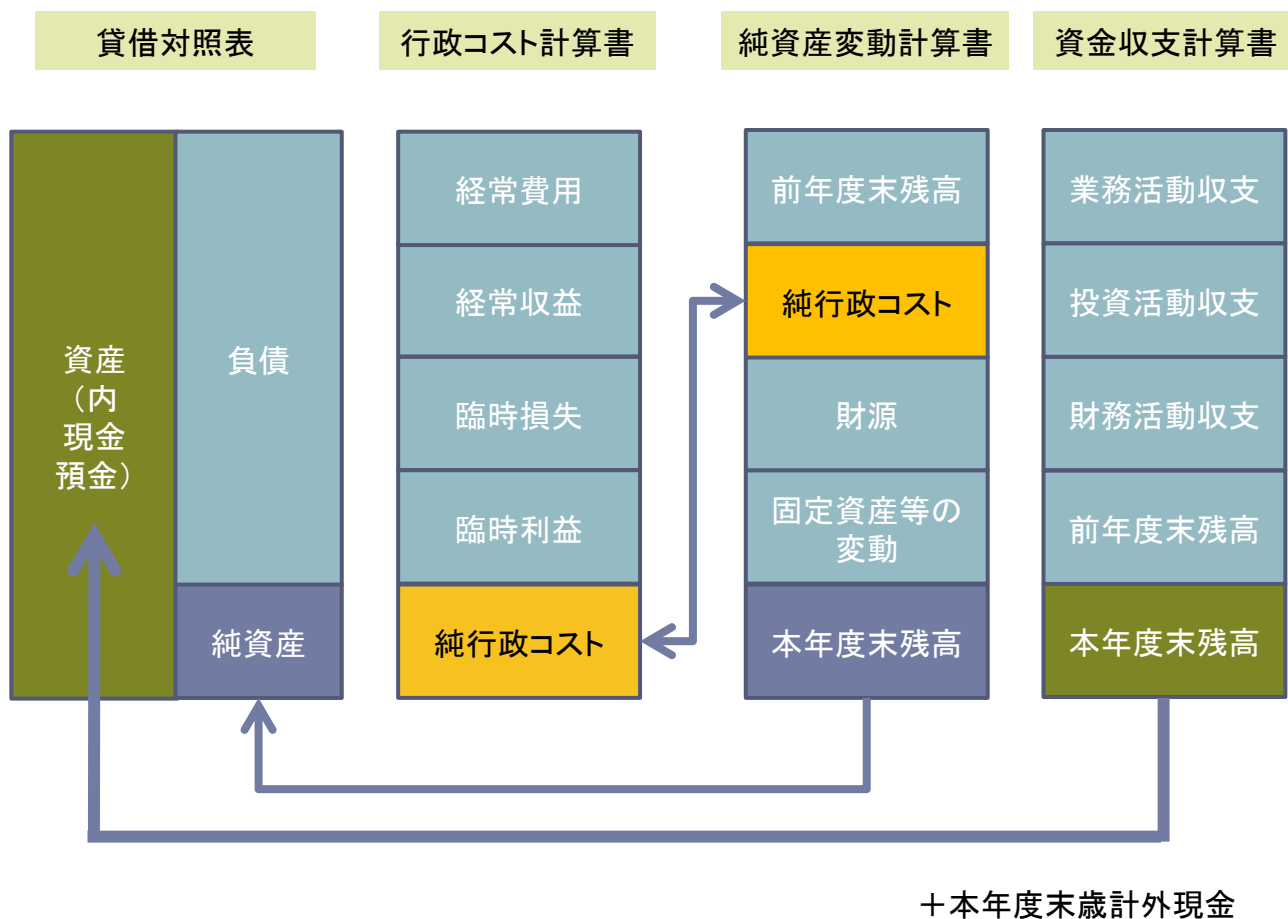 貸借対照表
行政コスト計算書
純資産変動計算書
資金収支計算書
資産
（内
現金
預金）
負債
純資産
経常費用
経常収益
臨時損失
臨時利益
純行政コスト
前年度末残高
純行政コスト
財源
固定資産等の
変動
本年度末残高
業務活動収支
投資活動収支
財務活動収支
前年度末残高
本年度末残高
＋本年度末歳計外現金